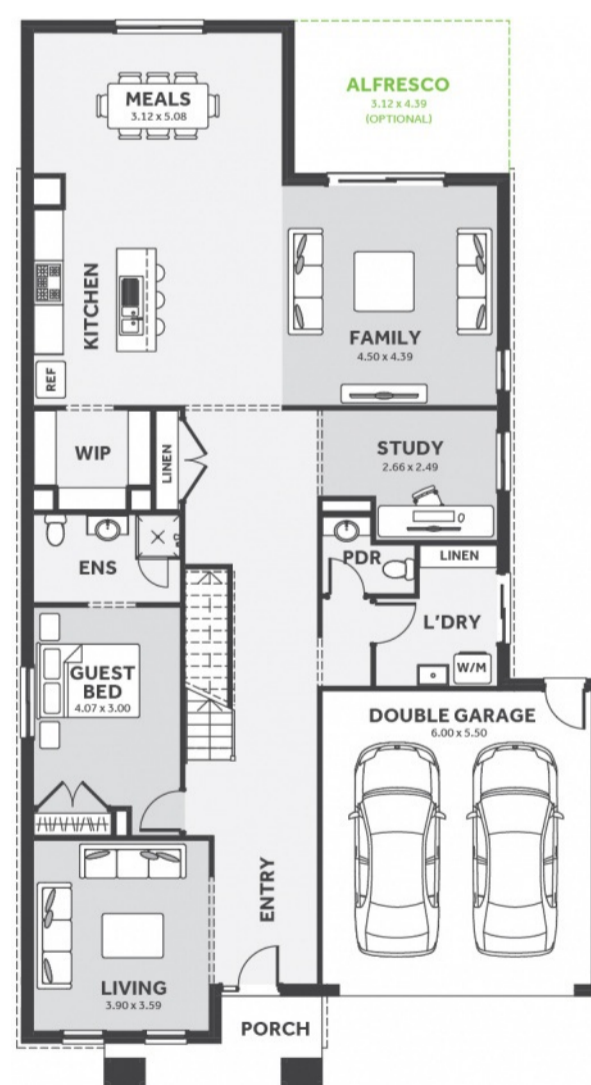 ALFRESCO
3.12 x 4.39
(OPTIONAL)
MEALS
3.12 x 5.08
KITCHEN
FAMILY
4.50 x 4.39
REF
WIP
LINEN
STUDY
2.66 x 2.49
ENS
PDR
LINEN
L'DRY
W/M
GUEST
BED
4.07 x 3.00
DOUBLE GARAGE
6.00 x 5.50
ENTRY
LIVING
3.90 x 3.59
PORCH